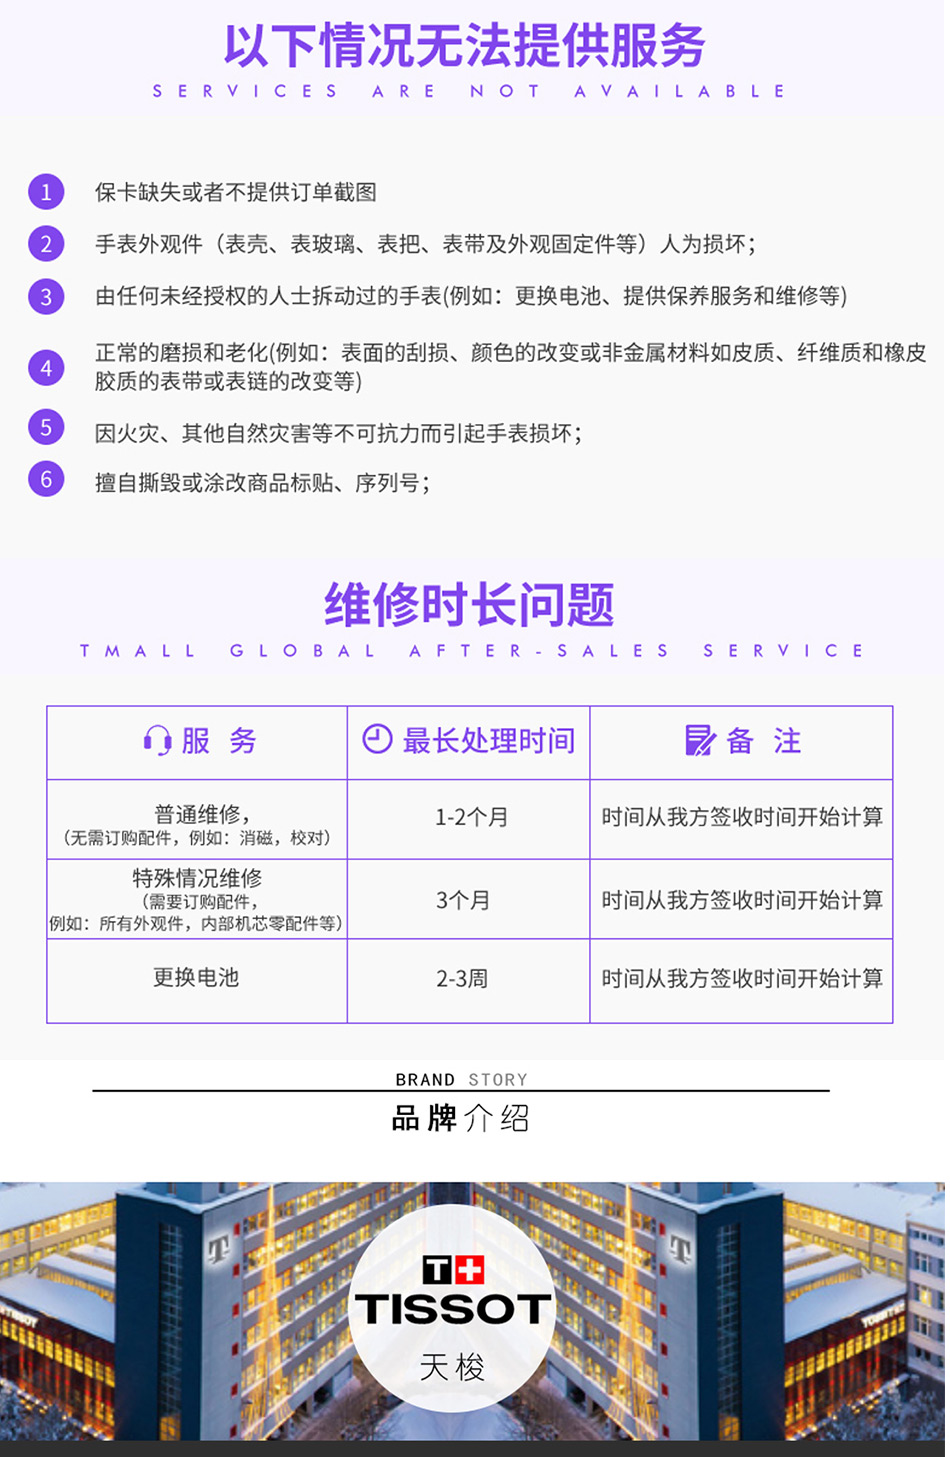 以下情况无法提供服务
SERVICES ARE NOT AVAILABLE
1 保卡缺失或者不提供订单截图
2 手表外观件（表壳、表玻璃、表把、表带及外观固定件等）人为损坏；
3 由任何未经授权的人士拆动过的手表(例如：更换电池、提供保养服务和维修等)
4 正常的磨损和老化(例如：表面的刮损、颜色的改变或非金属材料如皮质、纤维质和橡皮
胶质的表带或表链的改变等)
5 因火灾、其他自然灾害等不可抗力而引起手表损坏；
6 擅自撕毁或涂改商品标贴、序列号；
维修时长问题
TMALL GLOBAL AFTER-SALES SERVICE
服 务 最长处理时间 备 注
普通维修，
（无需订购配件，例如：消磁，校对）
1-2个月 时间从我方签收时间开始计算
特殊情况维修
（需要订购配件，
例如：所有外观件，内部机芯零配件等）
3个月 时间从我方签收时间开始计算
更换电池 2-3周 时间从我方签收时间开始计算
BRAND STORY
品牌介绍
T
T
T+
TISSOT
天梭